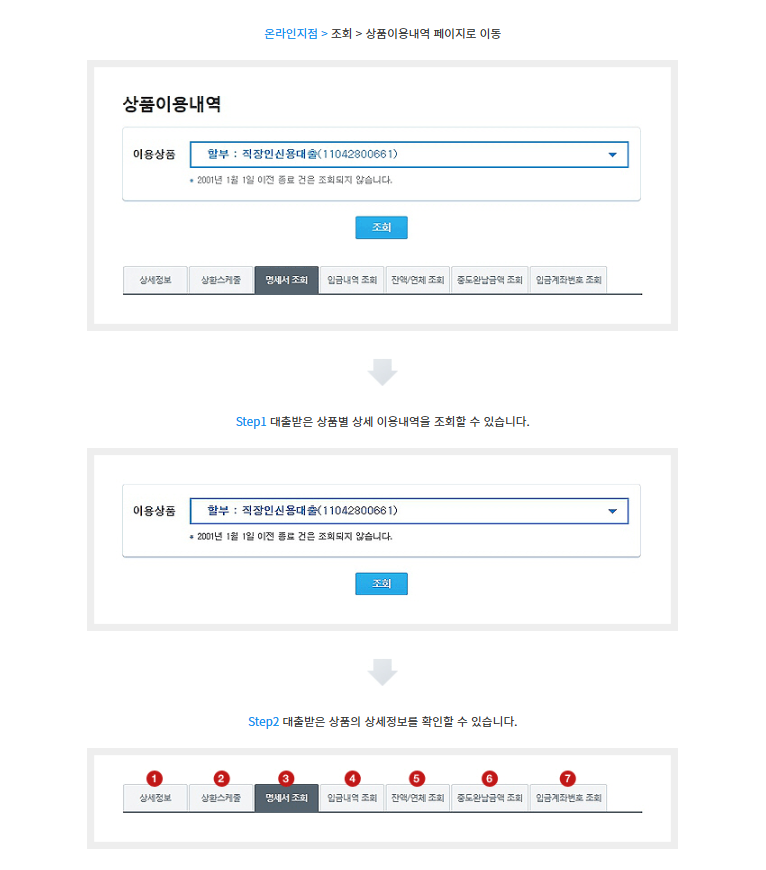 온라인지점 > 조회 > 상품이용내역 페이지로 이동
상품이용내역
이용상품 할부 : 직장인신용대출(11042800661)
* 2001년 1월 1일 이전 종료 건은 조회되지 않습니다.
조회
상세정보 상환스케줄 명세서 조회 입금내역 조회 잔액/연체 조회 중도완납금액 조회 입금계좌번호 조회
Step1 대출받은 상품별 상세 이용내역을 조회할 수 있습니다.
이용상품 할부 : 직장인신용대출(11042800661)
* 2001년 1월 1일 이전 종료 건은 조회되지 않습니다.
조회
Step2 대출받은 상품의 상세정보를 확인할 수 있습니다.
1 2 3 4 5 6 7
상세정보 상환스케줄 명세서 조회 입금내역 조회 잔액/연체 조회 중도완납금액 조회 입금계좌번호 조회